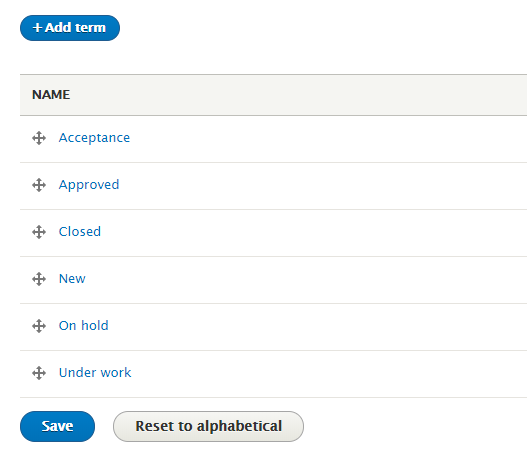 + Add term
NAME
Acceptance
Approved
Closed
New
On hold
Under work
Save
Reset to alphabetical